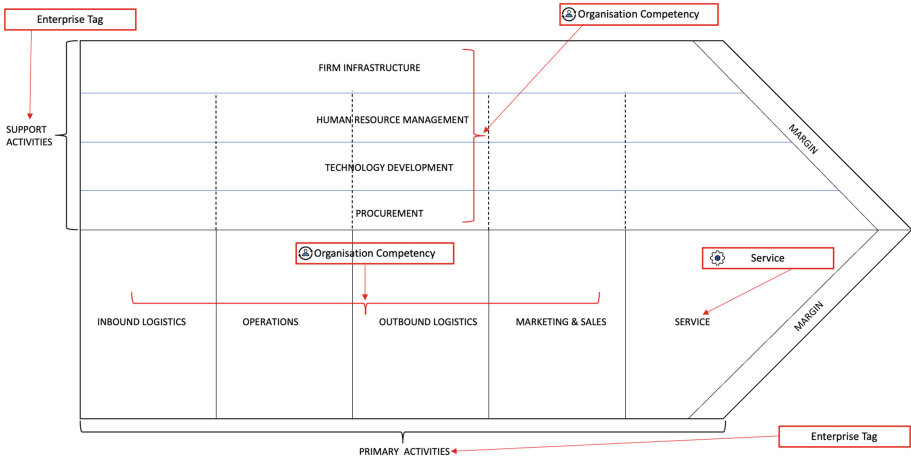 Enterprise Tag
Organisation Competency
FIRM INFRASTRUCTURE
HUMAN RESOURCE MANAGEMENT
SUPPORT
ACTIVITIES
MARGIN
TECHNOLOGY DEVELOPMENT
PROCUREMENT
Organisation Competency
Service
INBOUND LOGISTICS
OPERATIONS
OUTBOUND LOGISTICS
MARKETING & SALES
SERVICE
MARGIN
Enterprise Tag
PRIMARY ACTIVITIES